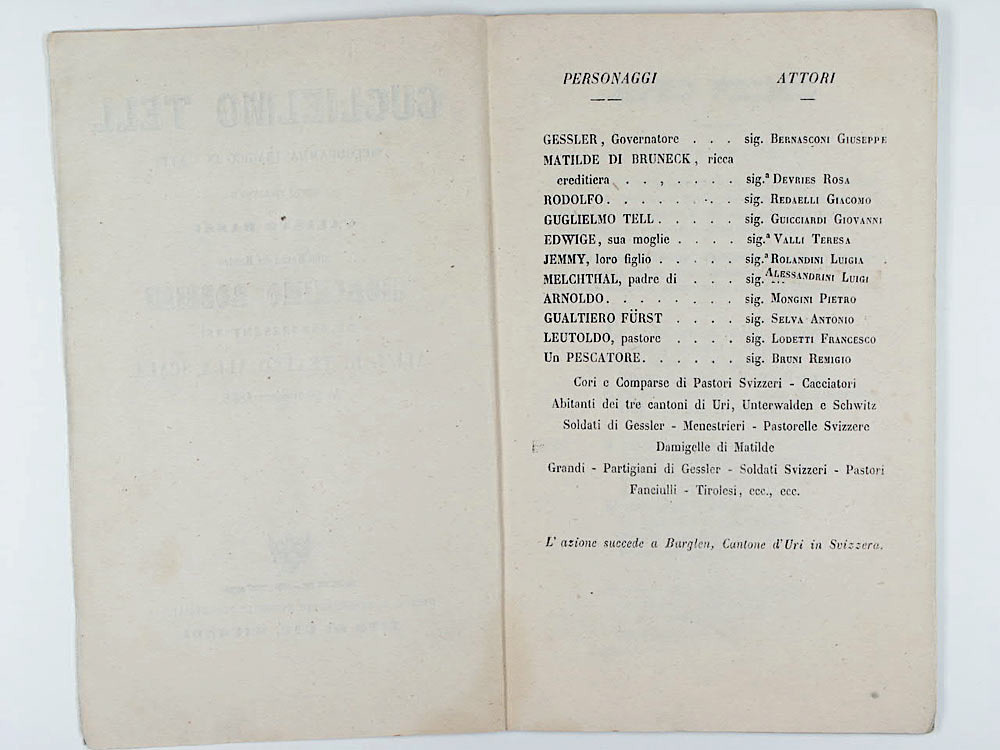 GUGLIELMO TELL
PERSONAGGI ATTORI
GESSLER, Governatore . . . sig. BERNASCONI GIUSEPPE
MATILDE DI BRUNECK, ricca
ereditiera . . , . . . . sig.ª DEVRIES ROSA
RODOLFO. . . . . . . . . sig. REDAELLI GIACOMO
GUGLIELMO TELL . . . . . sig. GUICCIARDI GIOVANNI
EDWIGE, sua moglie . . . . sig.ª VALLI TERESA
JEMMY, loro figlio . . . . . sig.ª ROLANDINI LUIGIA
MELCHTHAL, padre di . . . sig. ALESSANDRINI LUIGI
ARNOLDO. . . . . . . . sig. MONGINI PIETRO
GUALTIERO FÜRST . . . . sig. SELVA ANTONIO
LEUTOLDO, pastore . . . . sig. LODETTI FRANCESCO
Un PESCATORE. . . . . . sig. BRUNI REMIGIO
Cori e Comparse di Pastori Svizzeri - Cacciatori
Abitanti dei tre cantoni di Uri, Unterwalden e Schwitz
Soldati di Gessler - Menestrieri - Pastorelle Svizzere
Damigelle di Matilde
Grandi - Partigiani di Gessler - Soldati Svizzeri - Pastori
Fanciulli - Tirolesi, ecc., ecc.
L'azione succede a Burglen, Cantone d'Uri in Svizzera.